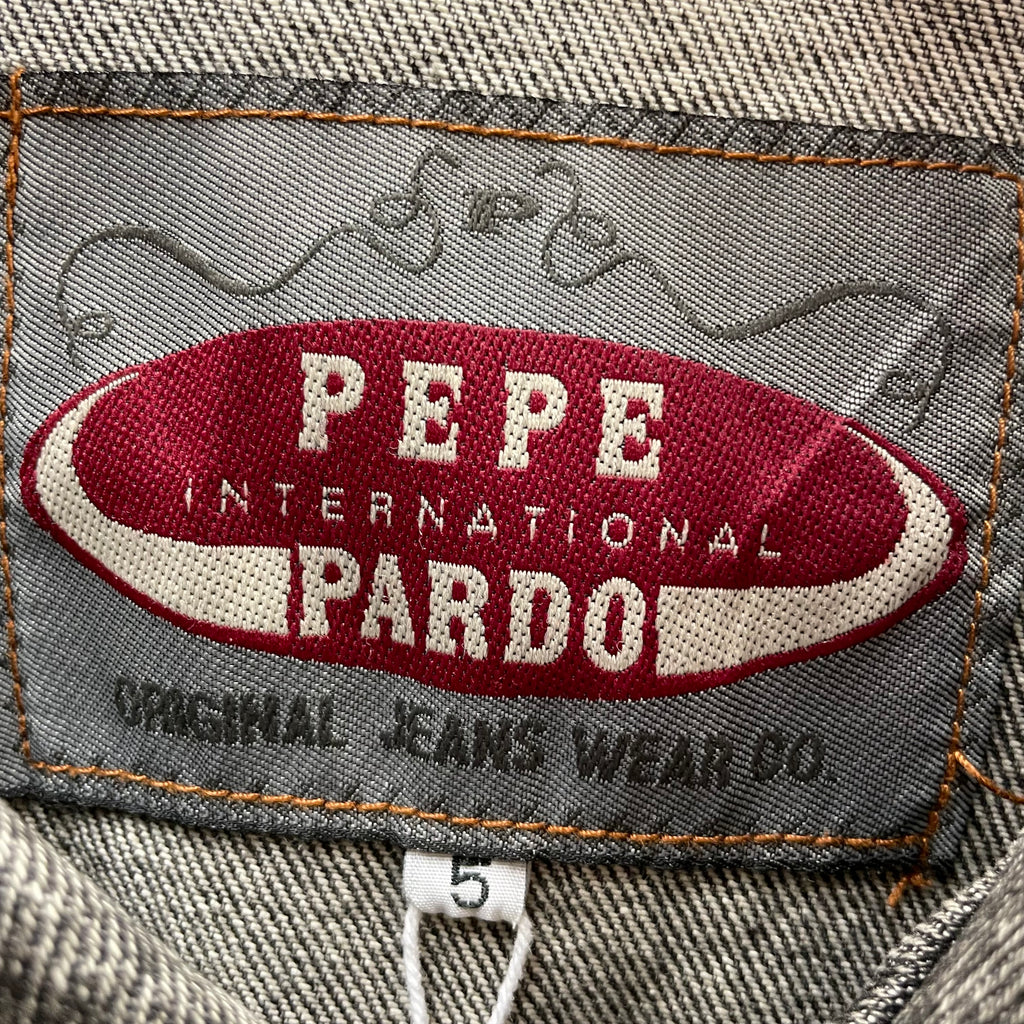 PEPE
INTERNATIONAL
PARDO
ORIGINAL JEANS WEAR CO.
5